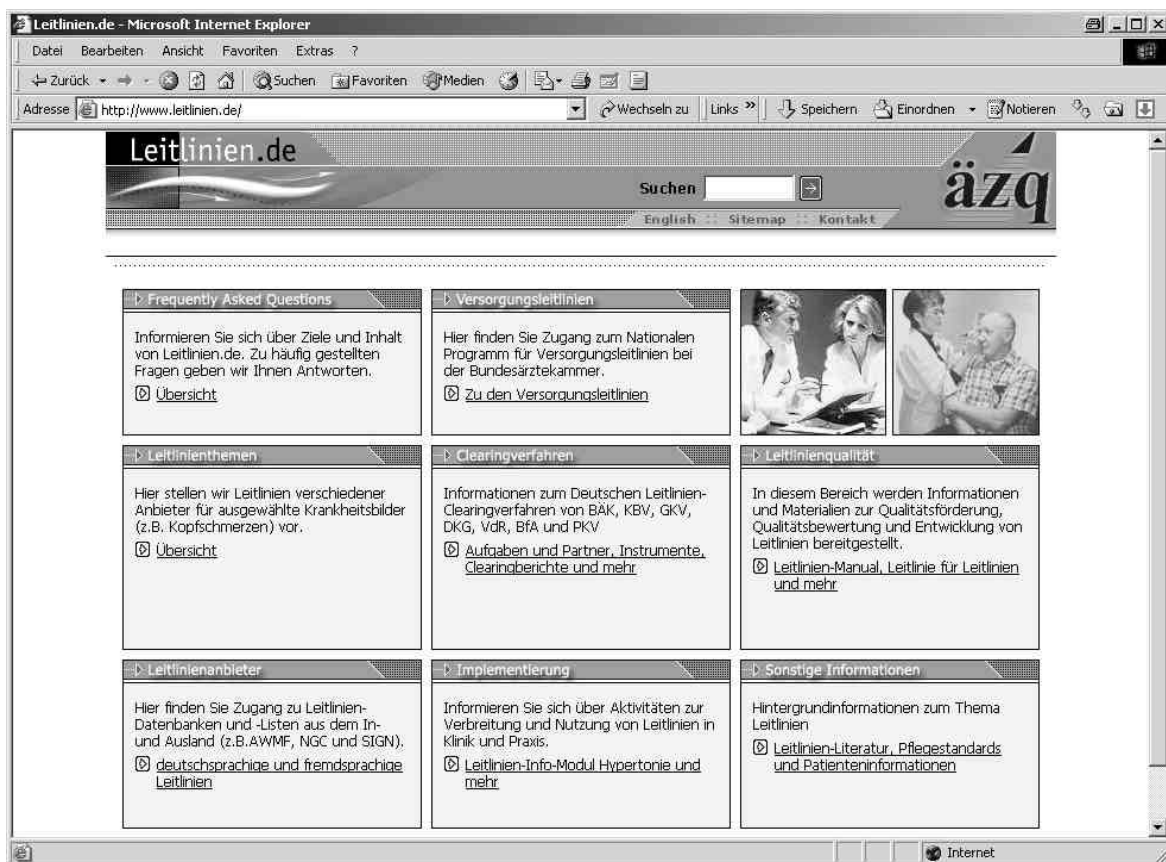 Leitlinien.de - Microsoft Internet Explorer
Datei Bearbeiten Ansicht Favoriten Extras ?
Zurück Suchen Favoriten Medien
Adresse http://www.leitlinien.de/ Wechseln zu Links » Speichern Einordnen Notieren
Leitlinien.de
äzq
Suchen
English :: Sitemap :: Kontakt
Frequently Asked Questions
Informieren Sie sich über Ziele und Inhalt
von Leitlinien.de. Zu häufig gestellten
Fragen geben wir Ihnen Antworten.
Übersicht
Versorgungsleitlinien
Hier finden Sie Zugang zum Nationalen
Programm für Versorgungsleitlinien bei
der Bundesärztekammer.
Zu den Versorgungsleitlinien
Leitlinienthemen
Hier stellen wir Leitlinien verschiedener
Anbieter für ausgewählte Krankheitsbilder
(z.B. Kopfschmerzen) vor.
Übersicht
Clearingverfahren
Informationen zum Deutschen Leitlinien-
Clearingverfahren von BÄK, KBV, GKV,
DKG, VdR, BfA und PKV
Aufgaben und Partner, Instrumente,
Clearingberichte und mehr
Leitlinienqualität
In diesem Bereich werden Informationen
und Materialien zur Qualitätsförderung,
Qualitätsbewertung und Entwicklung von
Leitlinien bereitgestellt.
Leitlinien-Manual, Leitlinie für Leitlinien
und mehr
Leitlinienanbieter
Hier finden Sie Zugang zu Leitlinien-
Datenbanken und -Listen aus dem In-
und Ausland (z.B.AWMF, NGC und SIGN).
deutschsprachige und fremdsprachige
Leitlinien
Implementierung
Informieren Sie sich über Aktivitäten zur
Verbreitung und Nutzung von Leitlinien in
Klinik und Praxis.
Leitlinien-Info-Modul Hypertonie und
mehr
Sonstige Informationen
Hintergrundinformationen zum Thema
Leitlinien
Leitlinien-Literatur, Pflegestandards
und Patienteninformationen
Internet